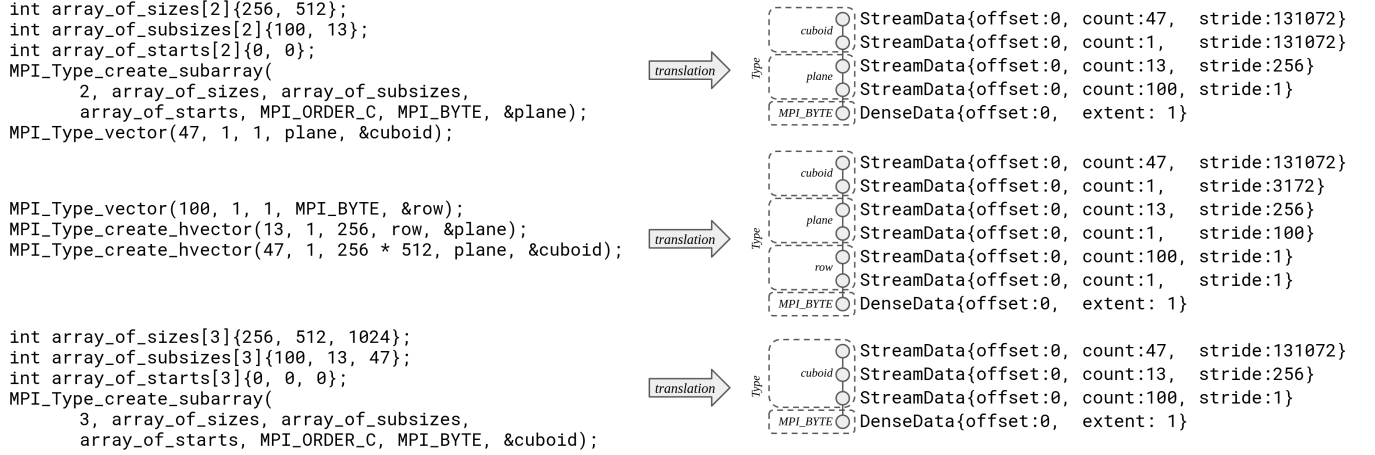 int array_of_sizes[2]{256, 512};
int array_of_subsizes[2]{100, 13};
int array_of_starts[2]{0, 0};
MPI_Type_create_subarray(
2, array_of_sizes, array_of_subsizes,
array_of_starts, MPI_ORDER_C, MPI_BYTE, &plane);
MPI_Type_vector(47, 1, 1, plane, &cuboid);
translation
Type
cuboid
plane
MPI_BYTE
StreamData{offset:0, count:47, stride:131072}
StreamData{offset:0, count:1, stride:131072}
StreamData{offset:0, count:13, stride:256}
StreamData{offset:0, count:100, stride:1}
DenseData{offset:0, extent: 1}
MPI_Type_vector(100, 1, 1, MPI_BYTE, &row);
MPI_Type_create_hvector(13, 1, 256, row, &plane);
MPI_Type_create_hvector(47, 1, 256 * 512, plane, &cuboid);
translation
Type
cuboid
plane
row
MPI_BYTE
StreamData{offset:0, count:47, stride:131072}
StreamData{offset:0, count:1, stride:3172}
StreamData{offset:0, count:13, stride:256}
StreamData{offset:0, count:1, stride:100}
StreamData{offset:0, count:100, stride:1}
StreamData{offset:0, count:1, stride:1}
DenseData{offset:0, extent: 1}
int array_of_sizes[3]{256, 512, 1024};
int array_of_subsizes[3]{100, 13, 47};
int array_of_starts[3]{0, 0, 0};
MPI_Type_create_subarray(
3, array_of_sizes, array_of_subsizes,
array_of_starts, MPI_ORDER_C, MPI_BYTE, &cuboid);
translation
Type
cuboid
MPI_BYTE
StreamData{offset:0, count:47, stride:131072}
StreamData{offset:0, count:13, stride:256}
StreamData{offset:0, count:100, stride:1}
DenseData{offset:0, extent: 1}